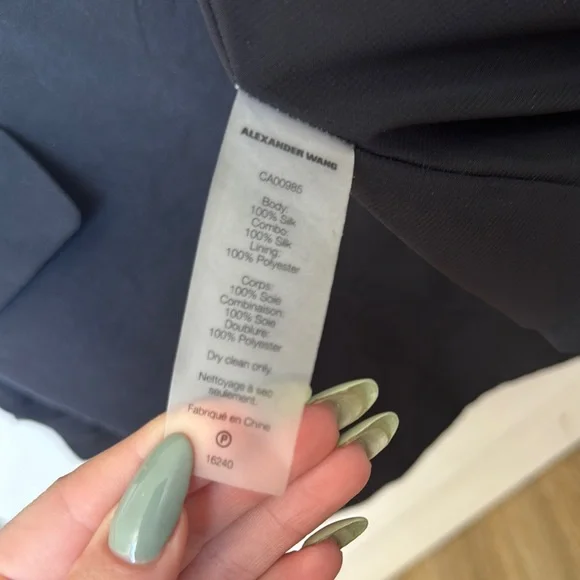 ALEXANDER WANG
CA00985
Body:
100% Silk
Combo:
100% Silk
Lining:
100% Polyester
Corps:
100% Soie
Combinaison:
100% Soie
Doublure:
100% Polyester
Dry clean only.
Nettoyage à sec
seulement.
Fabriqué en Chine
P
16240